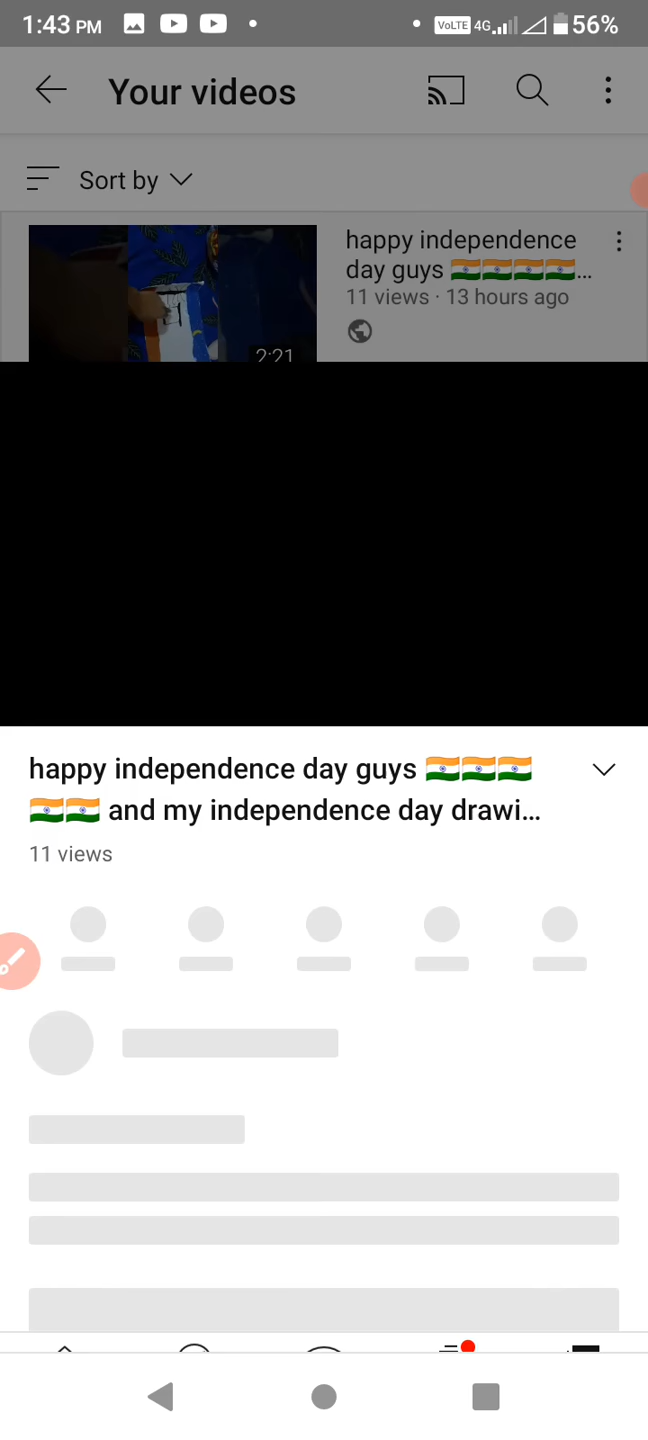 1:43 PM VoLTE 4G 56%
Your videos
Sort by
happy independence
day guys 🇮🇳🇮🇳🇮🇳🇮🇳...
11 views · 13 hours ago
2:21
happy independence day guys 🇮🇳🇮🇳🇮🇳
🇮🇳🇮🇳 and my independence day drawi...
11 views